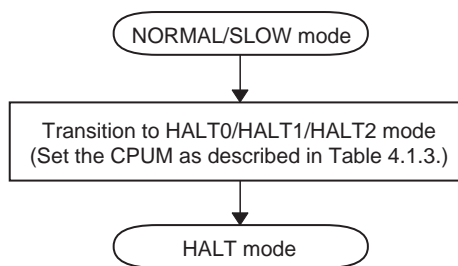 NORMAL/SLOW mode
Transition to HALT0/HALT1/HALT2 mode
(Set the CPUM as described in Table 4.1.3.)
HALT mode